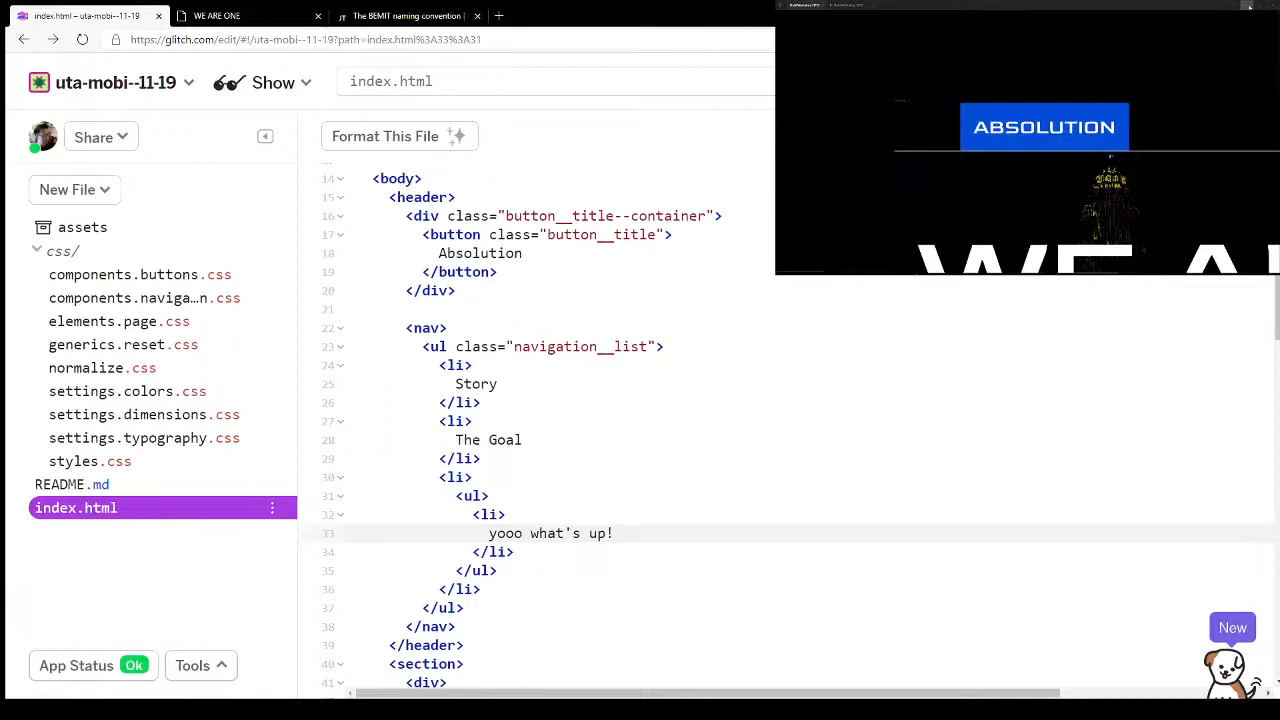 index.html - uta-mobi--11-19
WE ARE ONE
JT The BEMIT naming convention |
https://glitch.com/edit/#!/uta-mobi--11-19?path=index.html%3A33%3A31
uta-mobi--11-19
Show
index.html
ABSOLUTION
WE A
Share
Format This File
New File
assets
css/
components.buttons.css
components.naviga…n.css
elements.page.css
generics.reset.css
normalize.css
settings.colors.css
settings.dimensions.css
settings.typography.css
styles.css
README.md
index.html
App Status Ok
Tools
14 <body>
15 <header>
16 <div class="button__title--container">
17 <button class="button__title">
18 Absolution
19 </button>
20 </div>
21
22 <nav>
23 <ul class="navigation__list">
24 <li>
25 Story
26 </li>
27 <li>
28 The Goal
29 </li>
30 <li>
31 <ul>
32 <li>
33 yooo what's up!
34 </li>
35 </ul>
36 </li>
37 </ul>
38 </nav>
39 </header>
40 <section>
41 <div>
New